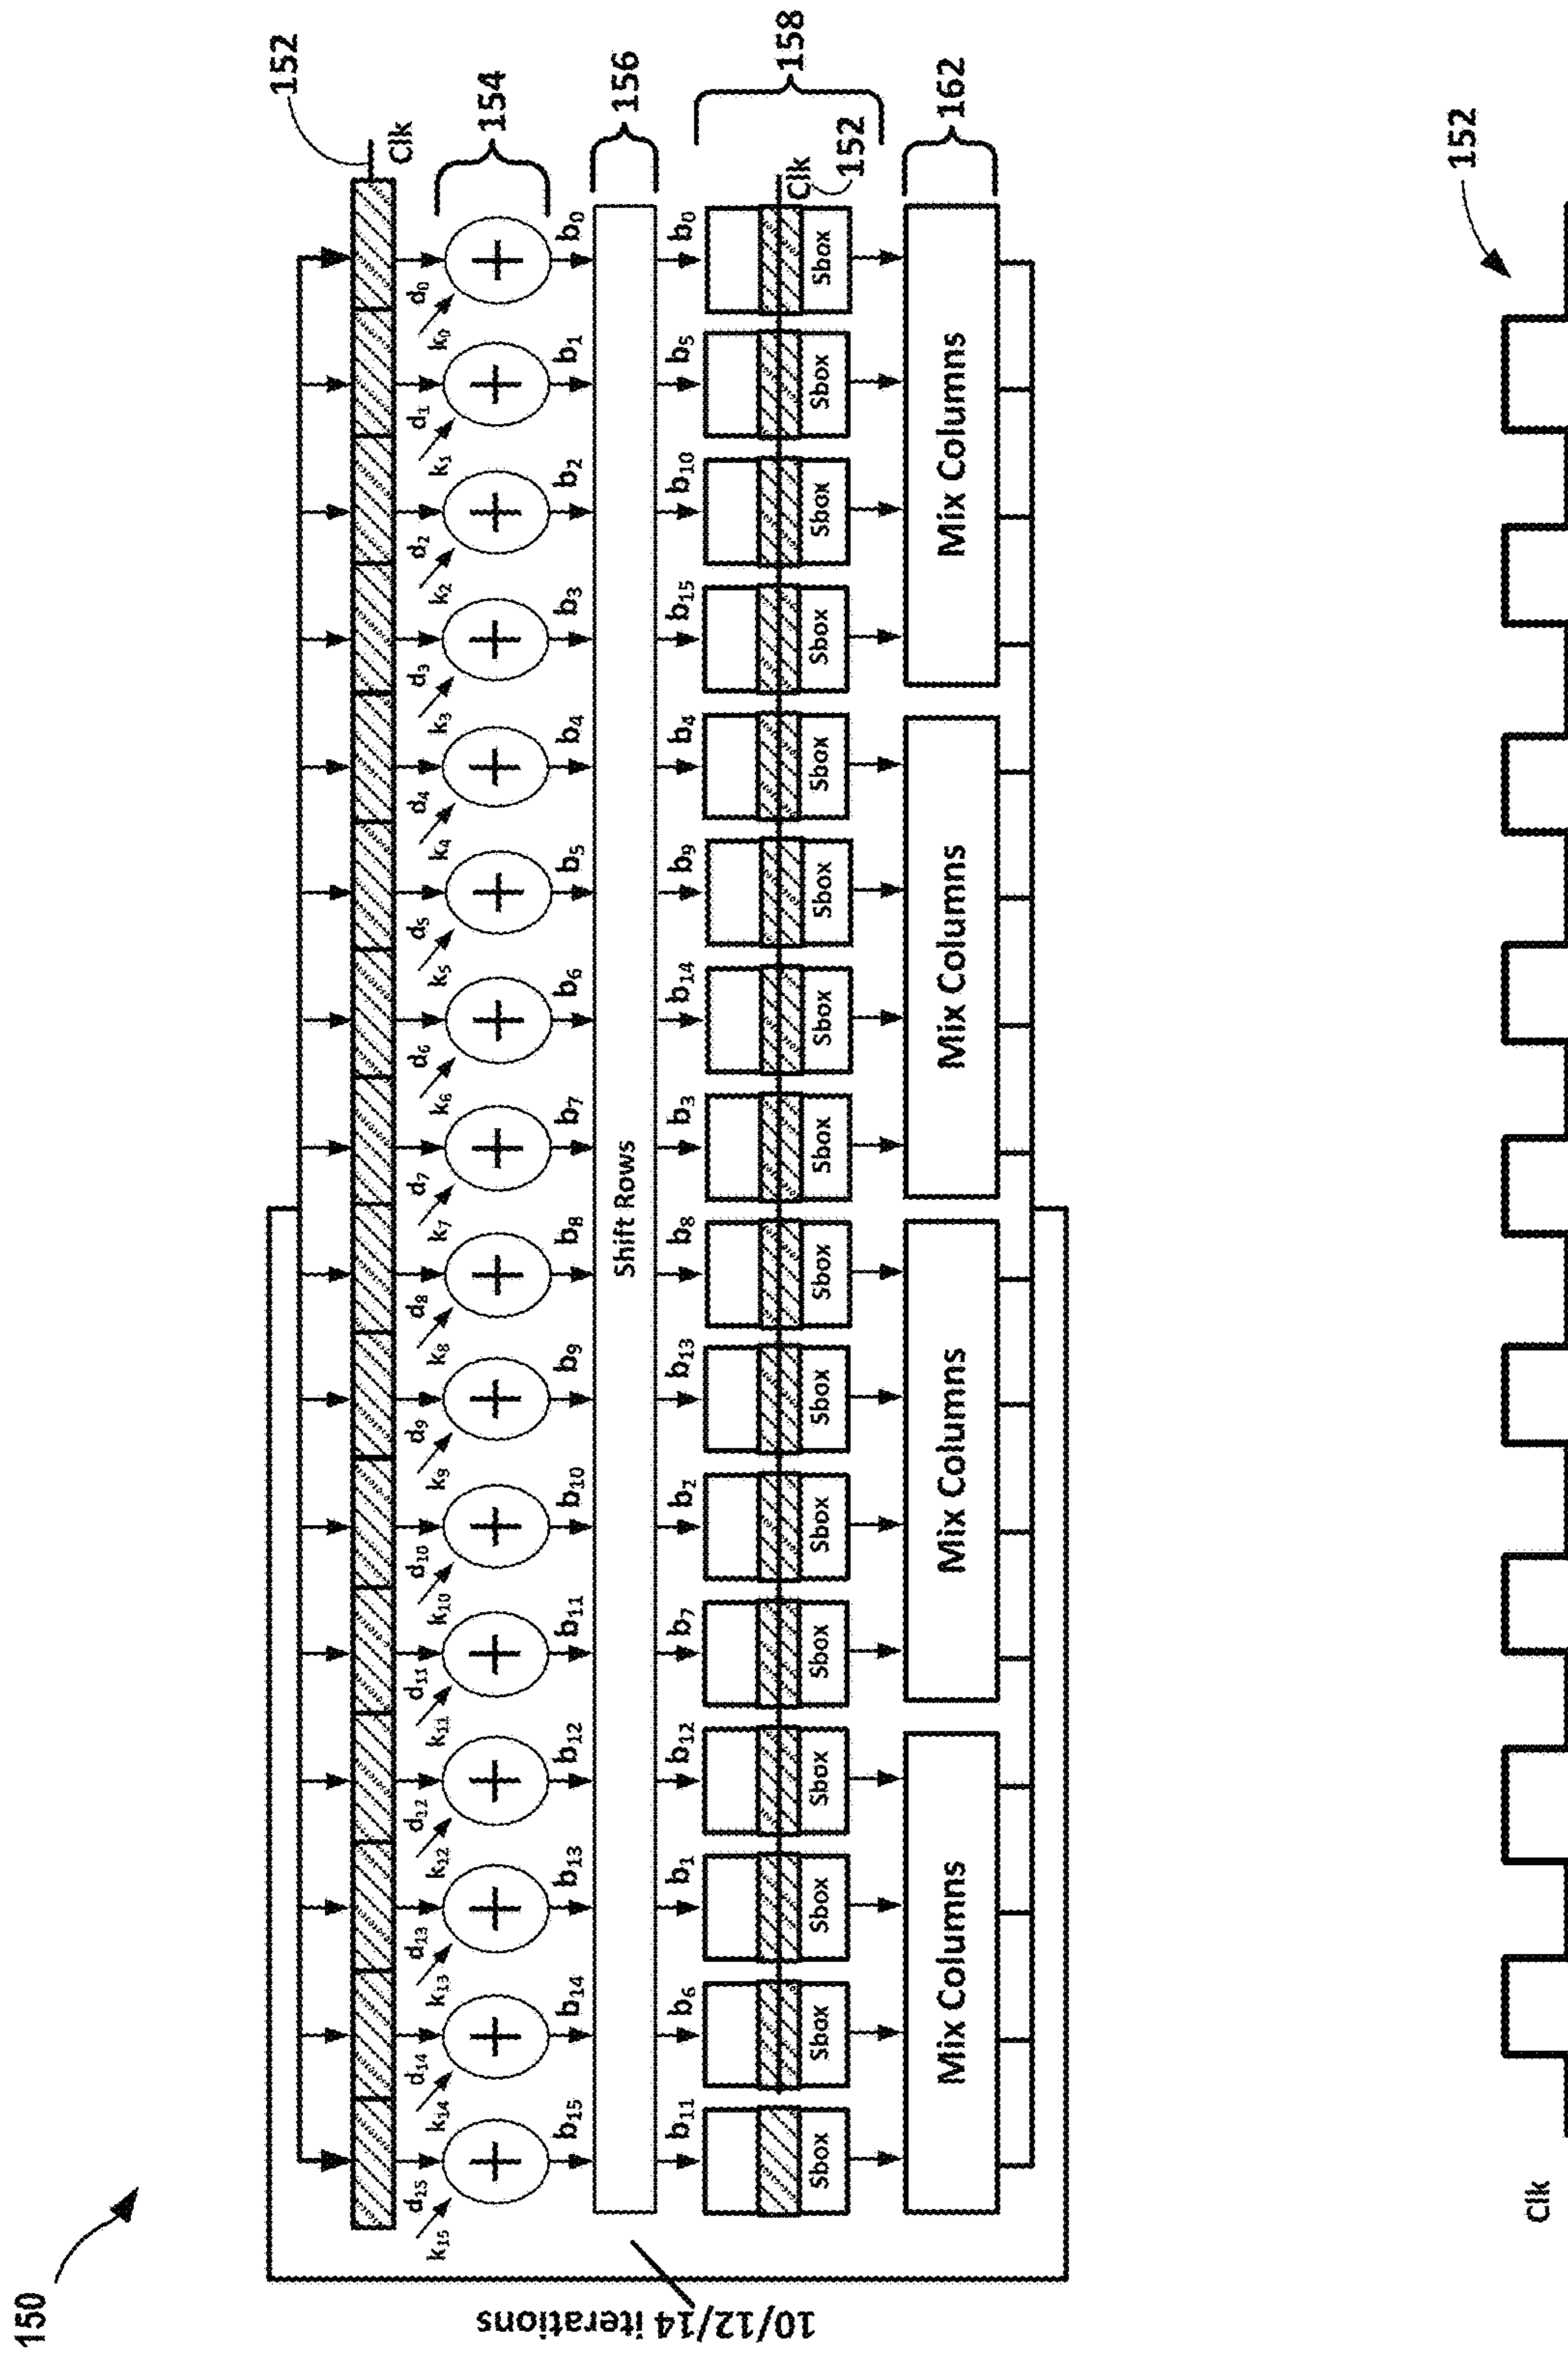 150
152
Clk
d₁₅ d₁₄ d₁₃ d₁₂ d₁₁ d₁₀ d₉ d₈ d₇ d₆ d₅ d₄ d₃ d₂ d₁ d₀
k₁₅ k₁₄ k₁₃ k₁₂ k₁₁ k₁₀ k₉ k₈ k₇ k₆ k₅ k₄ k₃ k₂ k₁ k₀
154
b₁₅ b₁₄ b₁₃ b₁₂ b₁₁ b₁₀ b₉ b₈ b₇ b₆ b₅ b₄ b₃ b₂ b₁ b₀
10/12/14 iterations
Shift Rows
156
b₁₁ b₆ b₁ b₁₂ b₇ b₂ b₁₃ b₈ b₃ b₁₄ b₉ b₄ b₁₅ b₁₀ b₅ b₀
158
Clk
152
Sbox Sbox Sbox Sbox Sbox Sbox Sbox Sbox Sbox Sbox Sbox Sbox Sbox Sbox Sbox Sbox
Mix Columns Mix Columns Mix Columns Mix Columns
162
152
Clk